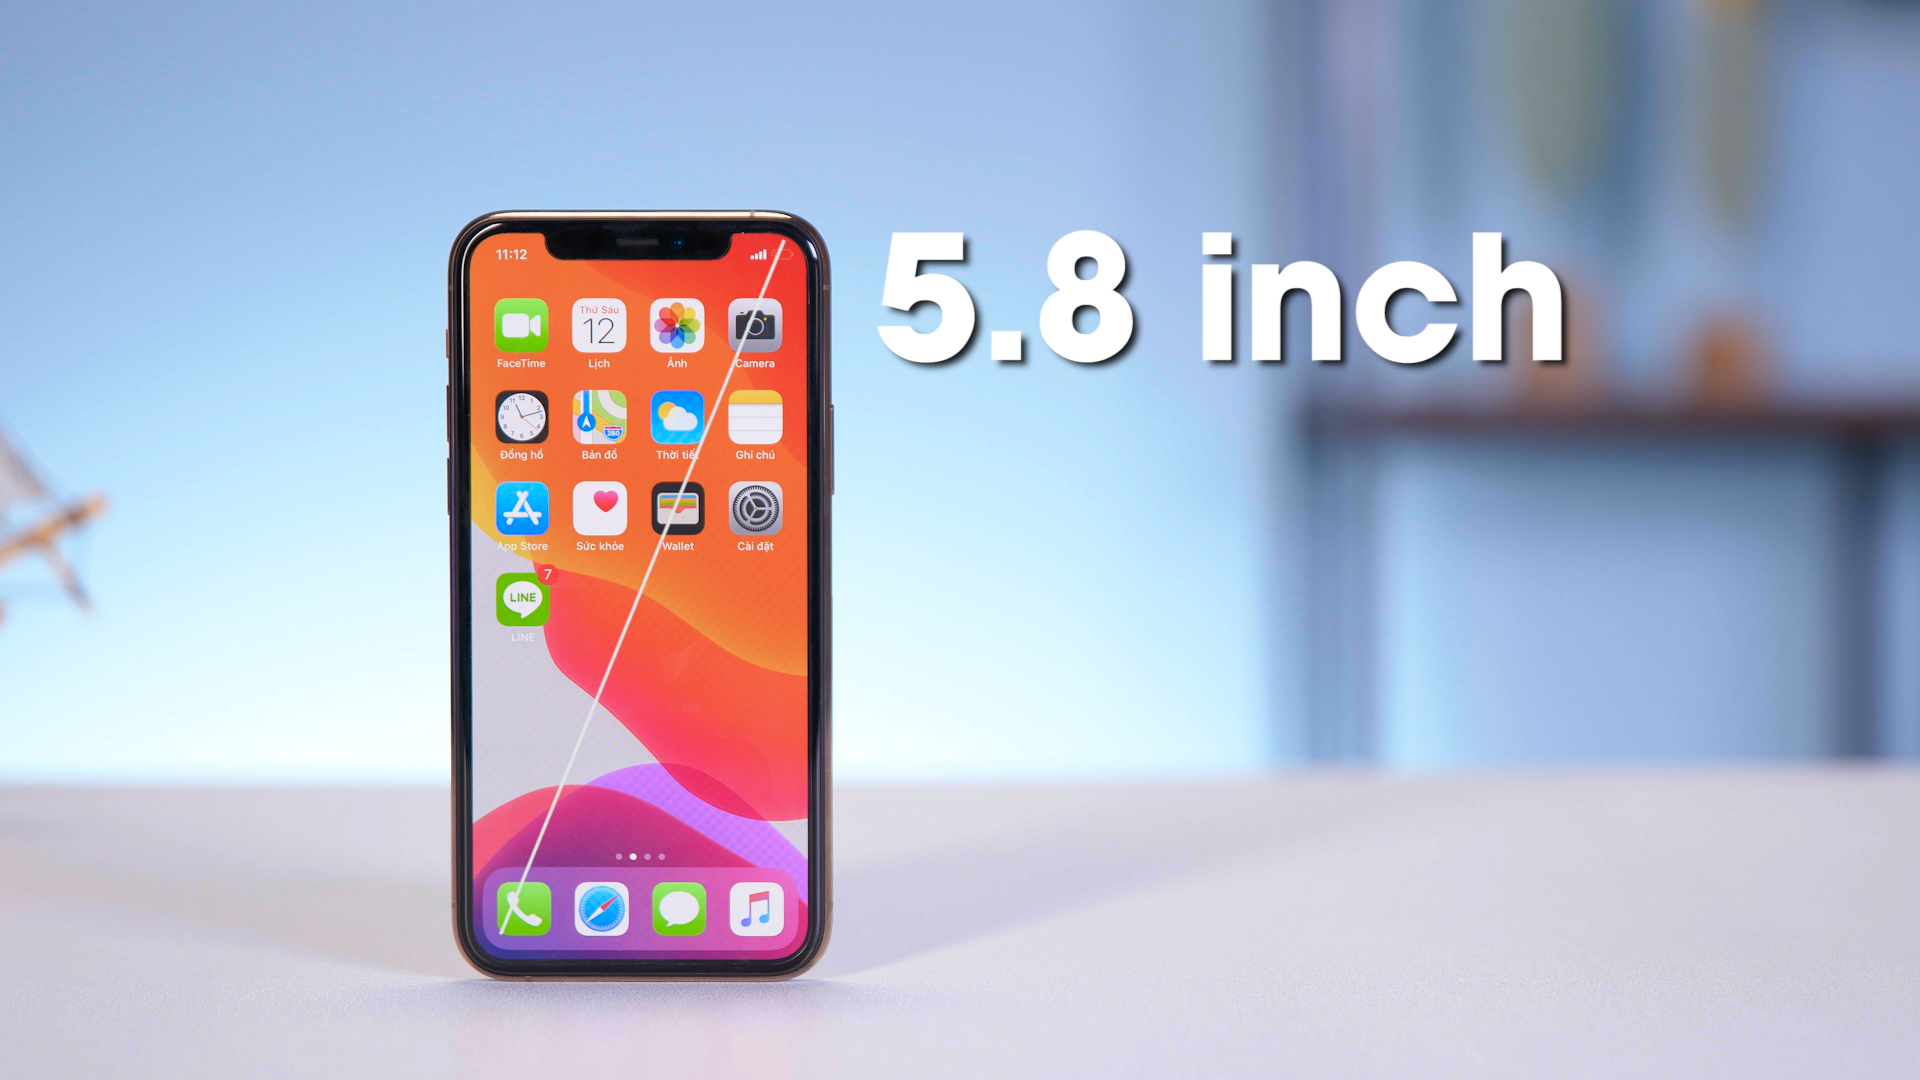 5.8 inch
11:12
FaceTime
Thứ Sáu
12
Lịch
Ảnh
Camera
Đồng hồ
280
Bản đồ
Thời tiết
Ghi chú
App Store
Sức khỏe
Wallet
Cài đặt
7
LINE
LINE